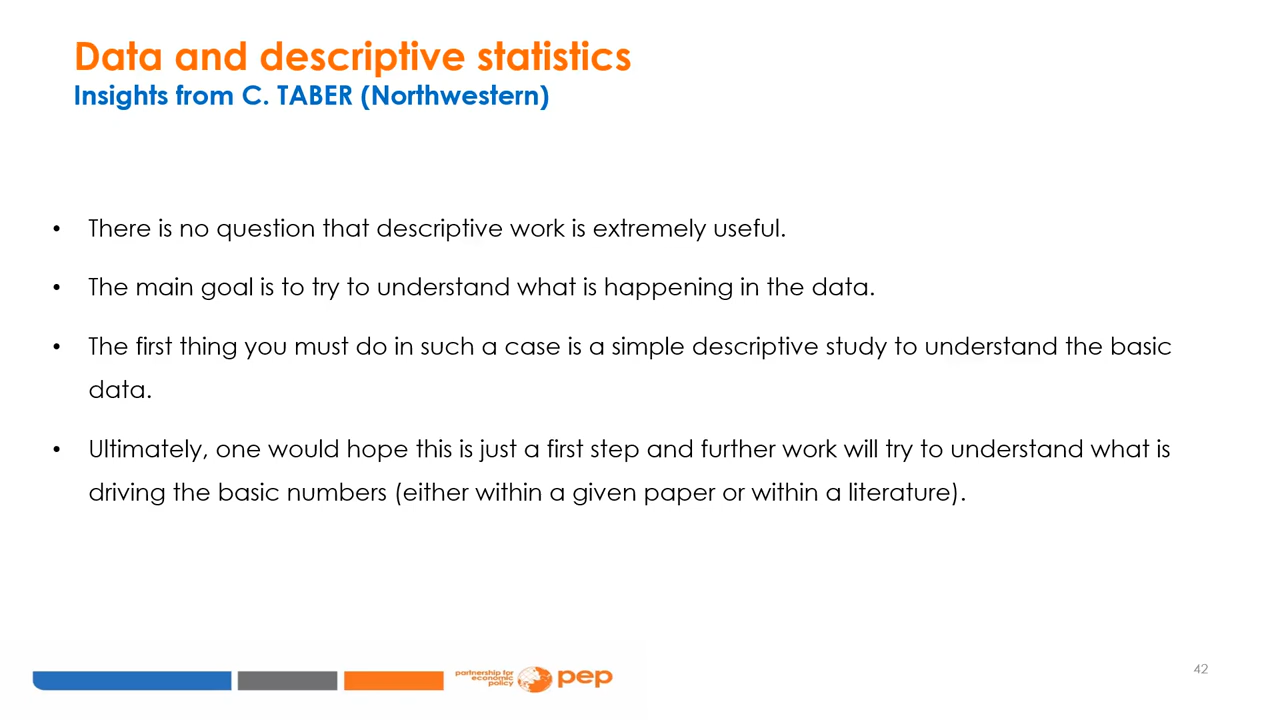 Data and descriptive statistics
Insights from C. TABER (Northwestern)
• There is no question that descriptive work is extremely useful.
• The main goal is to try to understand what is happening in the data.
• The first thing you must do in such a case is a simple descriptive study to understand the basic
data.
• Ultimately, one would hope this is just a first step and further work will try to understand what is
driving the basic numbers (either within a given paper or within a literature).
partnership for
economic
policy
pep
42